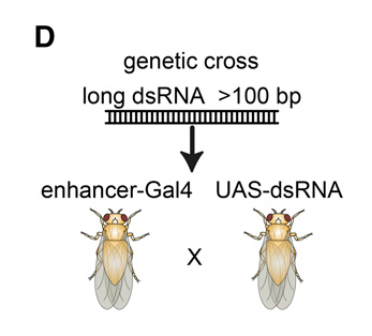 D
genetic cross
long dsRNA >100 bp
enhancer-Gal4 UAS-dsRNA
X